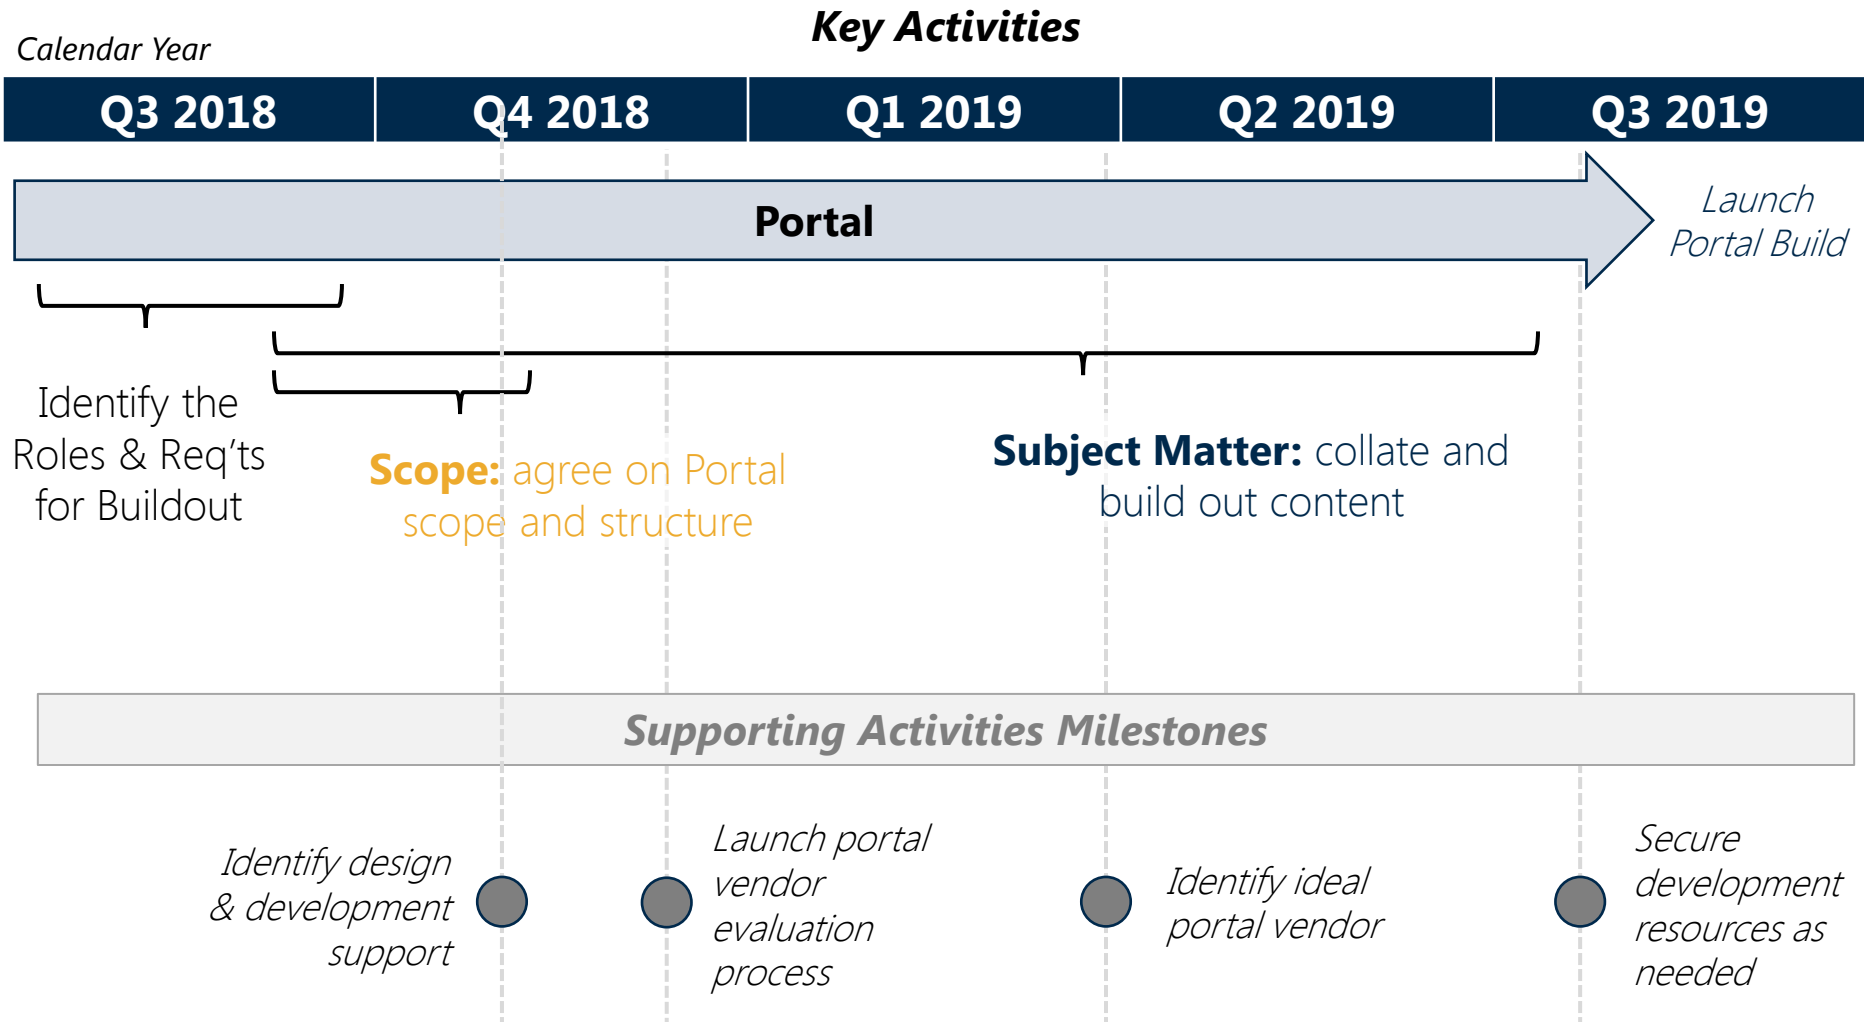 Key Activities
Calendar Year
Q3 2018
Q4 2018
Q1 2019
Q2 2019
Q3 2019
Portal
Launch
Portal Build
Identify the
Roles & Req'ts
for Buildout
Scope: agree on Portal
scope and structure
Subject Matter: collate and
build out content
Supporting Activities Milestones
Identify design
& development
support
Launch portal
vendor
evaluation
process
Identify ideal
portal vendor
Secure
development
resources as
needed